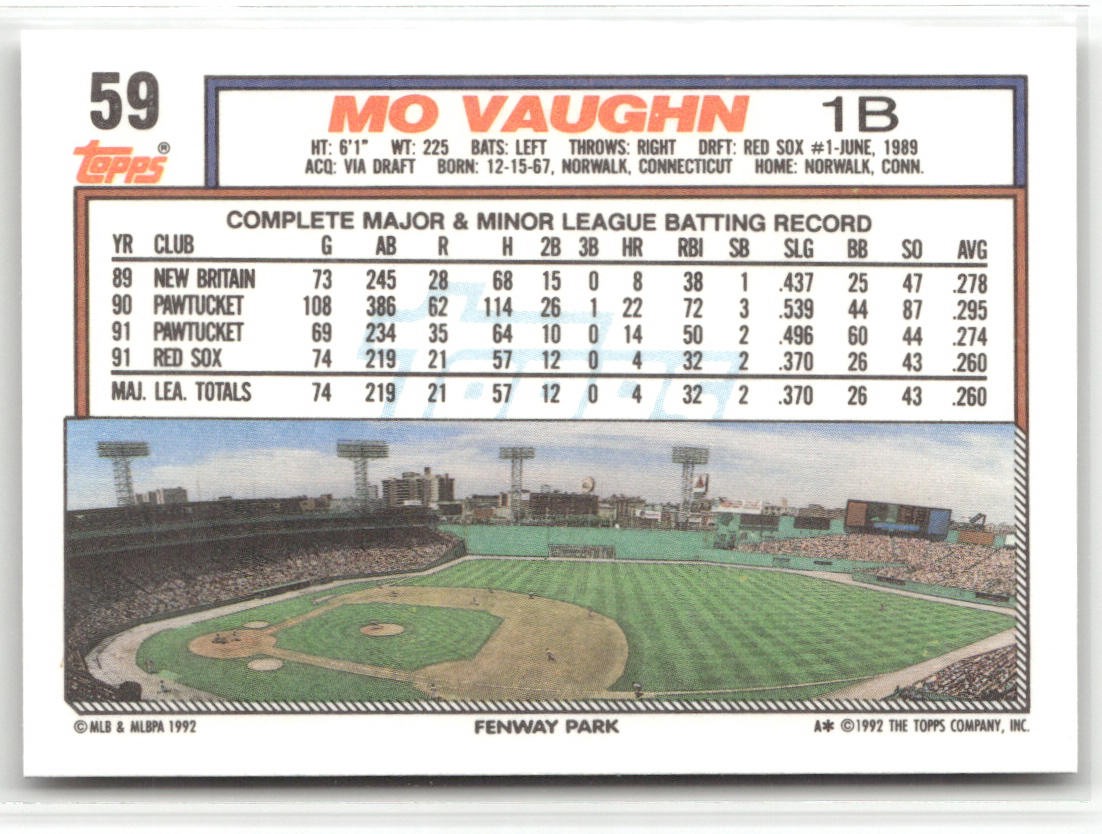 59
Topps®
MO VAUGHN 1B
HT: 6'1" WT: 225 BATS: LEFT THROWS: RIGHT DRFT: RED SOX #1-JUNE, 1989
ACQ: VIA DRAFT BORN: 12-15-67, NORWALK, CONNECTICUT HOME: NORWALK, CONN.
COMPLETE MAJOR & MINOR LEAGUE BATTING RECORD
YR CLUB G AB R H 2B 3B HR RBI SB SLG BB SO AVG
89 NEW BRITAIN 73 245 28 68 15 0 8 38 1 .437 25 47 .278
90 PAWTUCKET 108 386 62 114 26 1 22 72 3 .539 44 87 .295
91 PAWTUCKET 69 234 35 64 10 0 14 50 2 .496 60 44 .274
91 RED SOX 74 219 21 57 12 0 4 32 2 .370 26 43 .260
MAJ. LEA. TOTALS 74 219 21 57 12 0 4 32 2 .370 26 43 .260
Topps
©MLB & MLBPA 1992 FENWAY PARK A* ©1992 THE TOPPS COMPANY, INC.